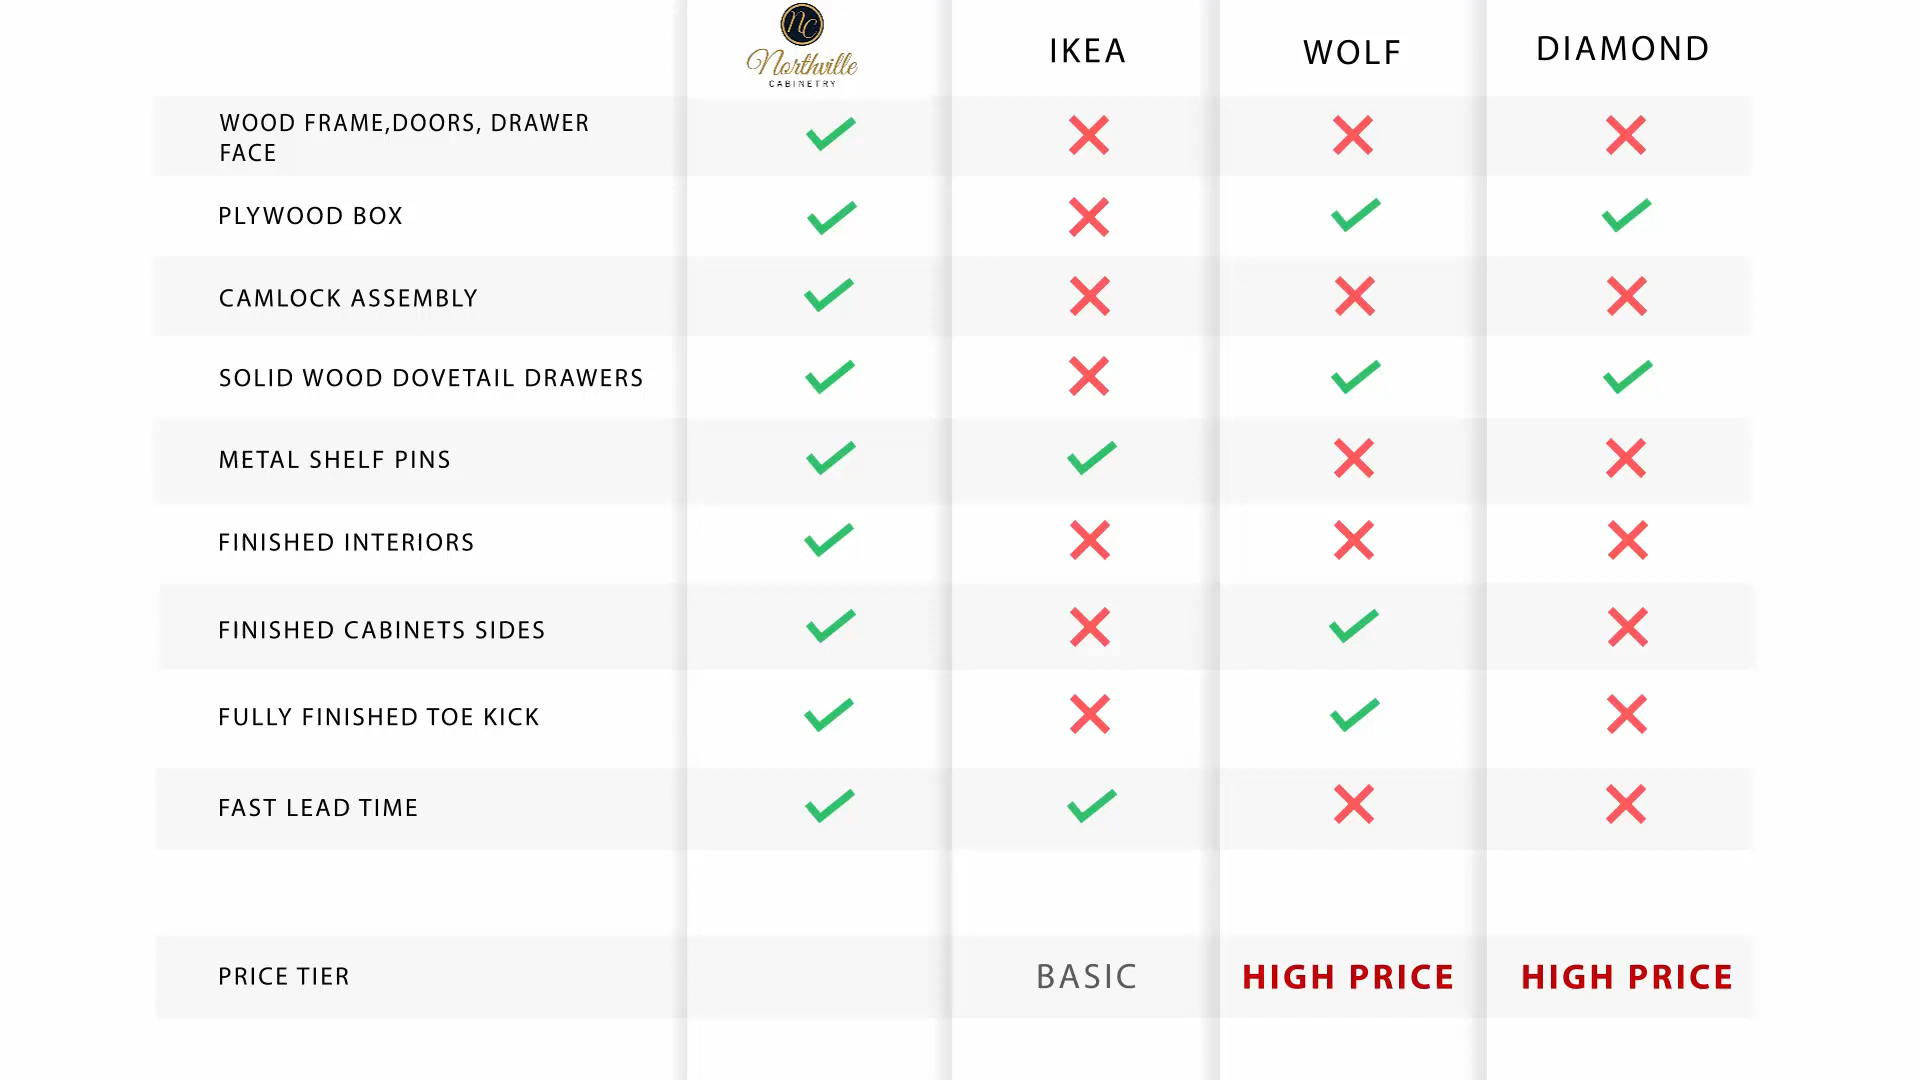 NC
Northville
CABINETRY
IKEA
WOLF
DIAMOND
WOOD FRAME,DOORS, DRAWER
FACE
PLYWOOD BOX
CAMLOCK ASSEMBLY
SOLID WOOD DOVETAIL DRAWERS
METAL SHELF PINS
FINISHED INTERIORS
FINISHED CABINETS SIDES
FULLY FINISHED TOE KICK
FAST LEAD TIME
PRICE TIER
BASIC
HIGH PRICE
HIGH PRICE